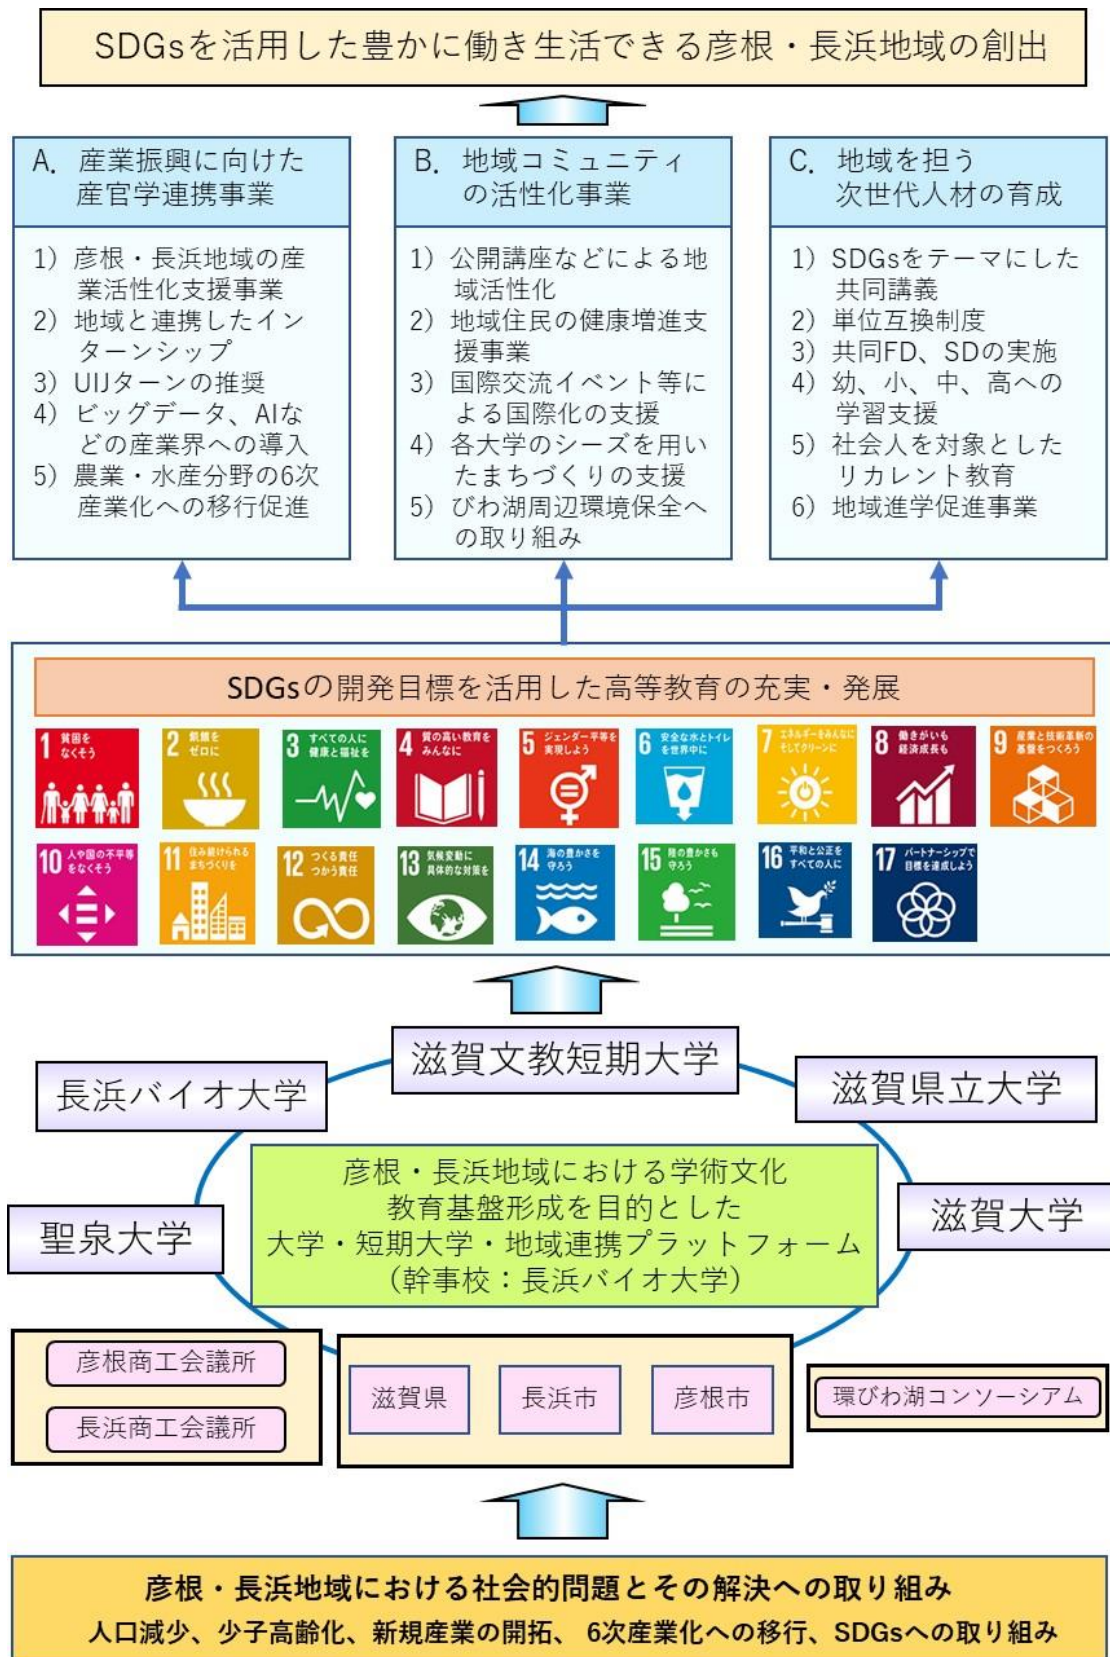 SDGsを活用した豊かに働き生活できる彦根・長浜地域の創出
A. 産業振興に向けた
産官学連携事業
1）彦根・長浜地域の産
業活性化支援事業
2）地域と連携したイン
ターンシップ
3）UIJターンの推奨
4）ビッグデータ、AIな
どの産業界への導入
5）農業・水産分野の6次
産業化への移行促進
B. 地域コミュニティ
の活性化事業
1）公開講座などによる地
域活性化
2）地域住民の健康増進支
援事業
3）国際交流イベント等に
よる国際化の支援
4）各大学のシーズを用い
たまちづくりの支援
5）びわ湖周辺環境保全へ
の取り組み
C. 地域を担う
次世代人材の育成
1）SDGsをテーマにした
共同講義
2）単位互換制度
3）共同FD、SDの実施
4）幼、小、中、高への
学習支援
5）社会人を対象とした
リカレント教育
6）地域進学促進事業
SDGsの開発目標を活用した高等教育の充実・発展
1 貧困を
なくそう
2 飢餓を
ゼロに
3 すべての人に
健康と福祉を
4 質の高い教育を
みんなに
5 ジェンダー平等を
実現しよう
6 安全な水とトイレ
を世界中に
7 エネルギーをみんなに
そしてクリーンに
8 働きがいも
経済成長も
9 産業と技術革新の
基盤をつくろう
10 人や国の不平等
をなくそう
11 住み続けられる
まちづくりを
12 つくる責任
つかう責任
13 気候変動に
具体的な対策を
14 海の豊かさを
守ろう
15 陸の豊かさも
守ろう
16 平和と公正を
すべての人に
17 パートナーシップで
目標を達成しよう
滋賀文教短期大学
長浜バイオ大学
滋賀県立大学
聖泉大学
滋賀大学
彦根・長浜地域における学術文化
教育基盤形成を目的とした
大学・短期大学・地域連携プラットフォーム
（幹事校：長浜バイオ大学）
彦根商工会議所
長浜商工会議所
滋賀県
長浜市
彦根市
環びわ湖コンソーシアム
彦根・長浜地域における社会的問題とその解決への取り組み
人口減少、少子高齢化、新規産業の開拓、 6次産業化への移行、SDGsへの取り組み